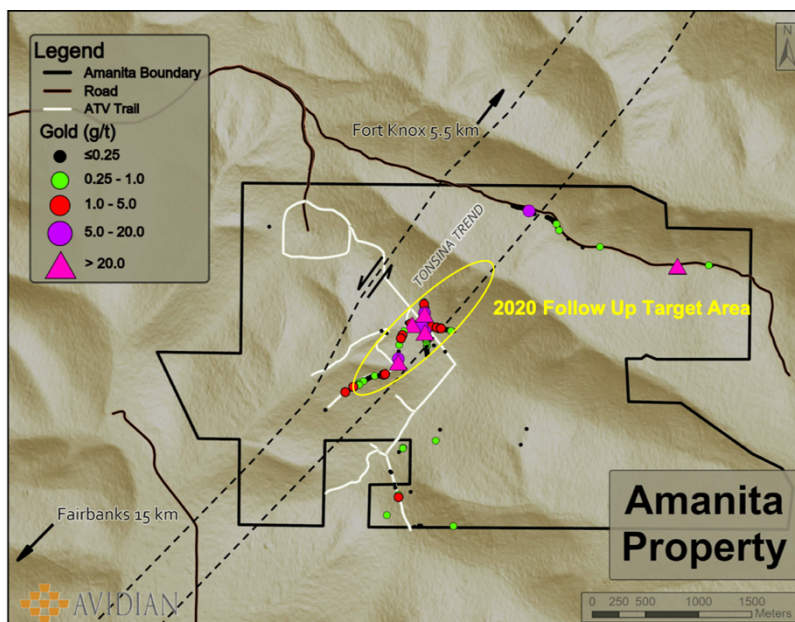 Legend
Amanita Boundary
Road
ATV Trail
Gold (g/t)
≤0.25
0.25 - 1.0
1.0 - 5.0
5.0 - 20.0
> 20.0
N
Fort Knox 5.5 km
TONSINA TREND
2020 Follow Up Target Area
Fairbanks 15 km
Amanita
Property
AVIDIAN
0 250 500 1000 1500
Meters